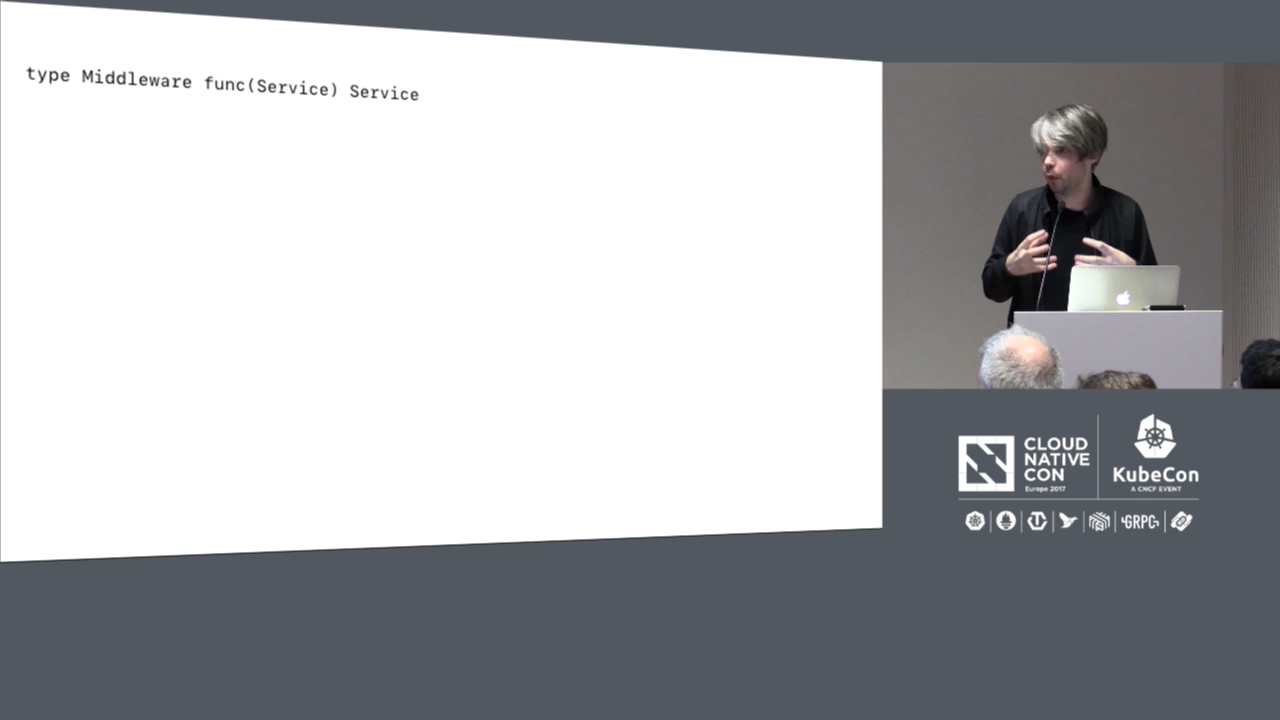 type Middleware func(Service) Service
CLOUD
NATIVE
CON
Europe 2017
KubeCon
A CNCF EVENT
GRPC